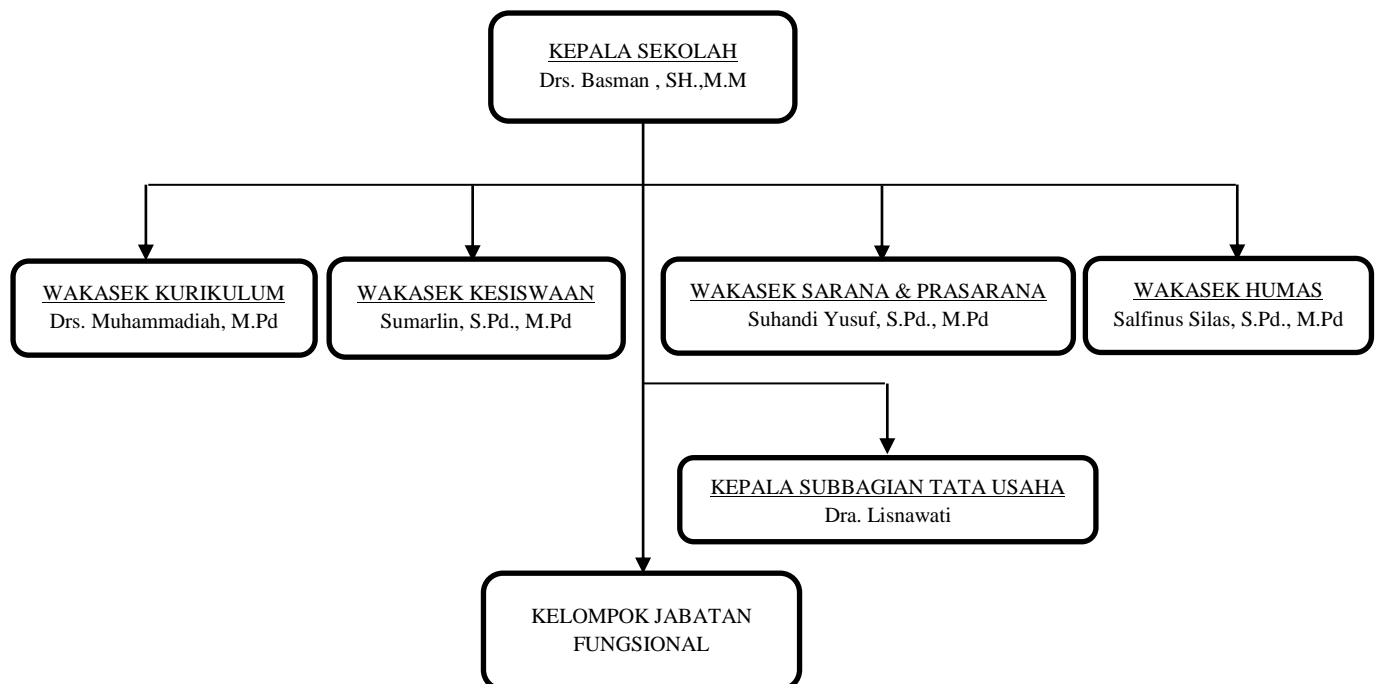 KEPALA SEKOLAH
Drs. Basman , SH.,M.M
WAKASEK KURIKULUM
Drs. Muhammadiah, M.Pd
WAKASEK KESISWAAN
Sumarlin, S.Pd., M.Pd
WAKASEK SARANA & PRASARANA
Suhandi Yusuf, S.Pd., M.Pd
WAKASEK HUMAS
Salfinus Silas, S.Pd., M.Pd
KEPALA SUBBAGIAN TATA USAHA
Dra. Lisnawati
KELOMPOK JABATAN
FUNGSIONAL